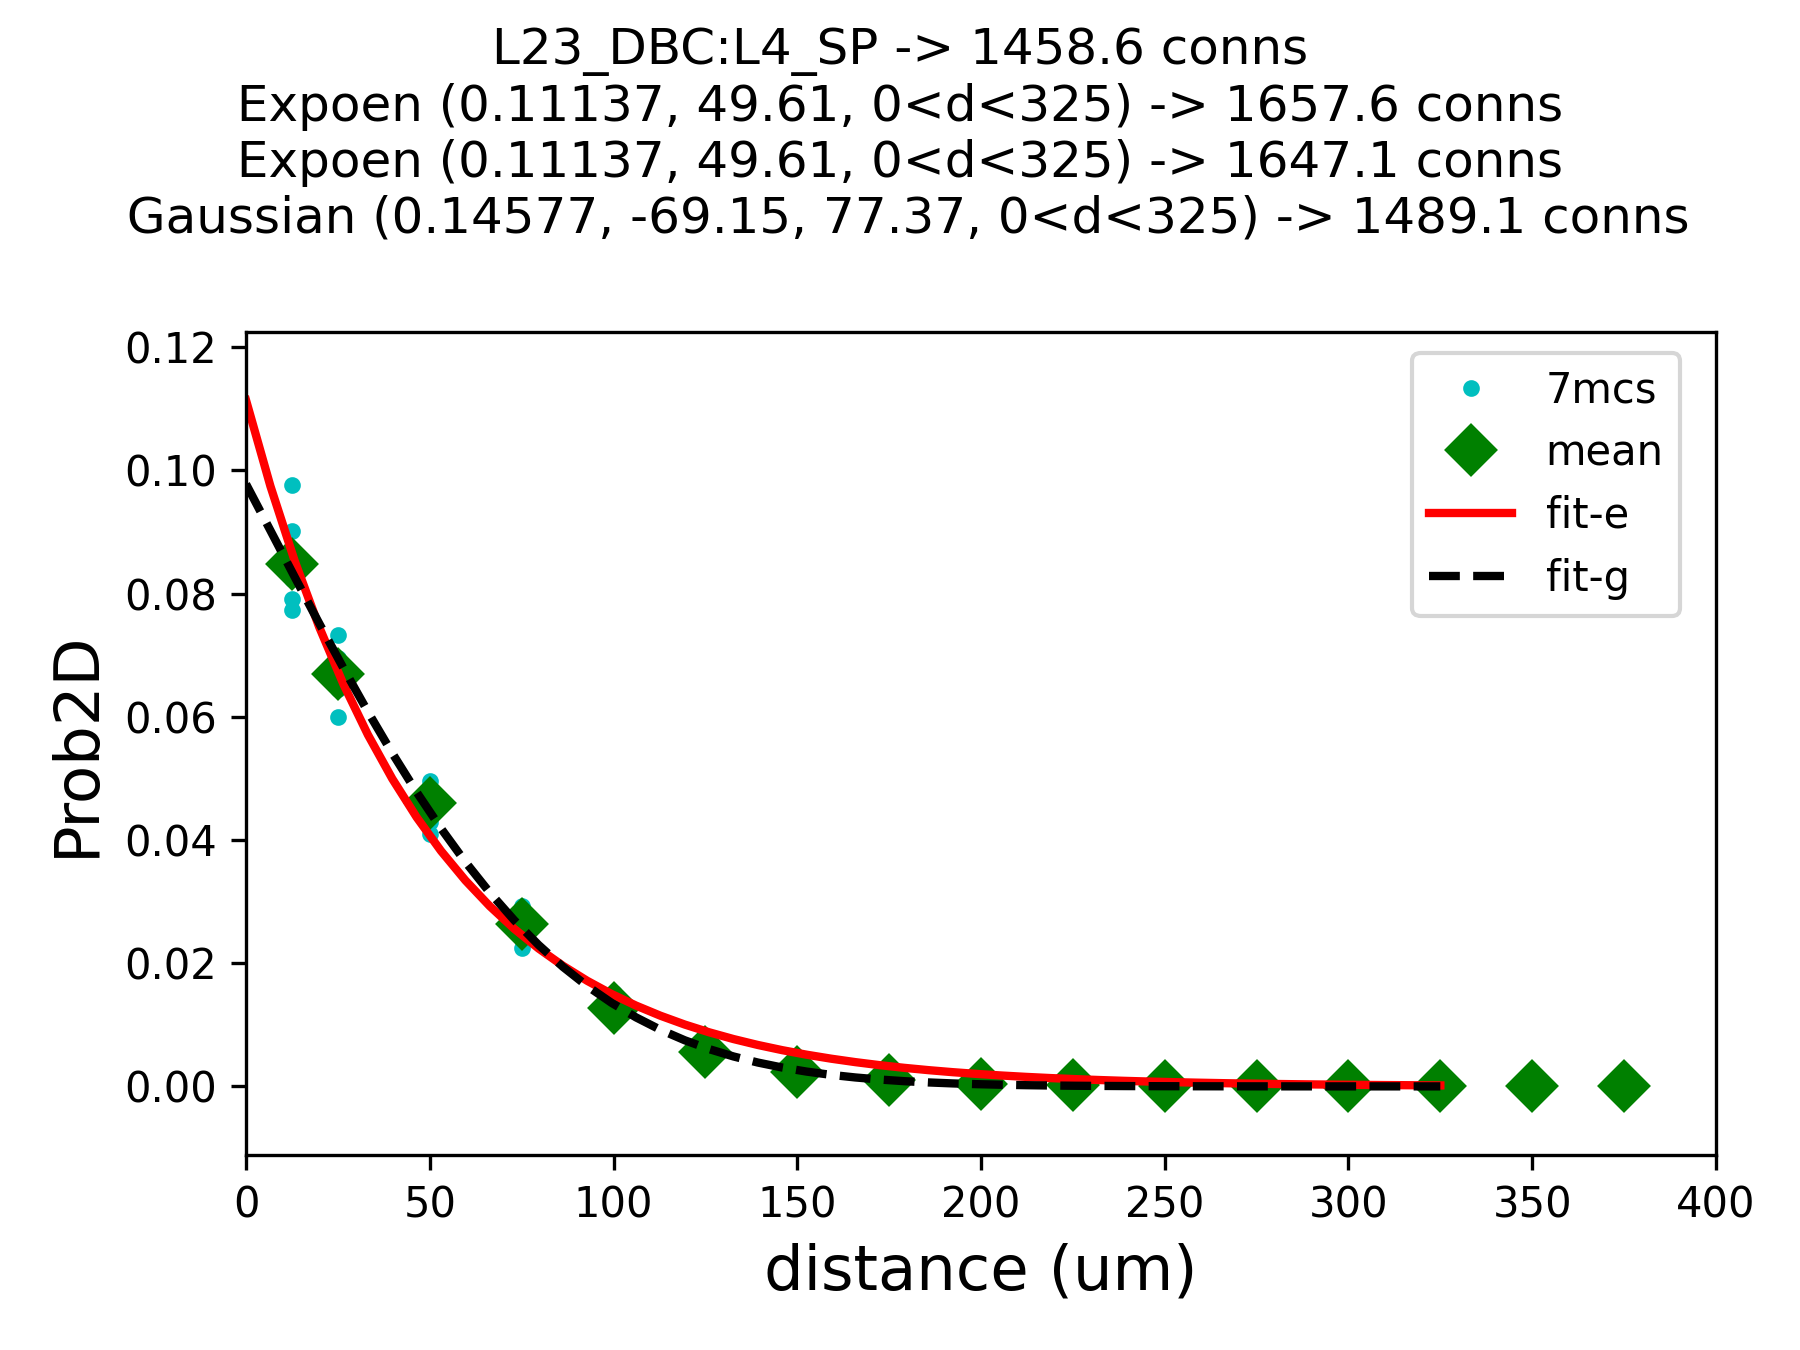 L23_DBC:L4_SP -> 1458.6 conns
Expoen (0.11137, 49.61, 0<d<325) -> 1657.6 conns
Expoen (0.11137, 49.61, 0<d<325) -> 1647.1 conns
Gaussian (0.14577, -69.15, 77.37, 0<d<325) -> 1489.1 conns
0.12
0.10
0.08
0.06
0.04
0.02
0.00
Prob2D
7mcs
mean
fit-e
fit-g
0 50 100 150 200 250 300 350 400
distance (um)